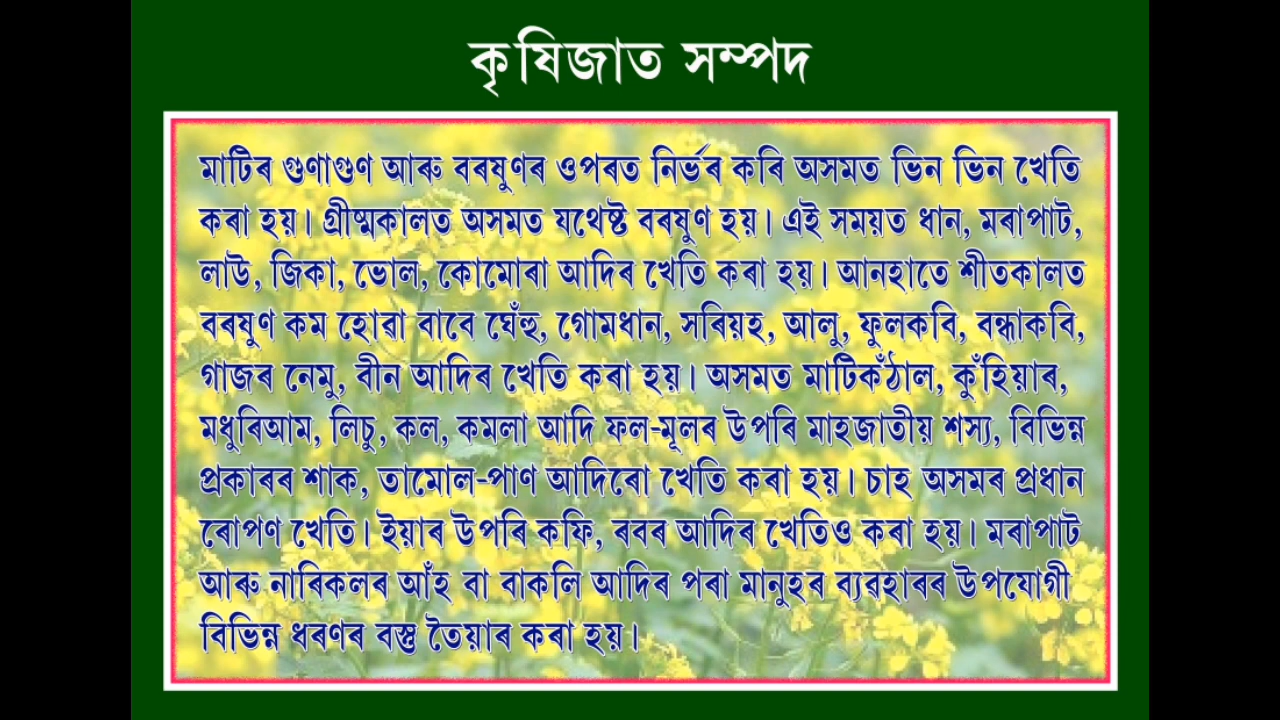 কৃষিজাত সম্পদ
মাটিৰ গুণাগুণ আৰু বৰষুণৰ ওপৰত নিৰ্ভৰ কৰি অসমত ভিন ভিন খেতি
কৰা হয়। গ্ৰীষ্মকালত অসমত যথেষ্ট বৰষুণ হয়। এই সময়ত ধান, মৰাপাট,
লাউ, জিকা, ভোল, কোমোৰা আদিৰ খেতি কৰা হয়। আনহাতে শীতকালত
বৰষুণ কম হোৱা বাবে ঘেঁহু, গোমধান, সৰিয়হ, আলু, ফুলকবি, বন্ধাকবি,
গাজৰ নেমু, বীন আদিৰ খেতি কৰা হয়। অসমত মাটিকঁঠাল, কুঁহিয়াৰ,
মধুৰিআম, লিচু, কল, কমলা আদি ফল-মূলৰ উপৰি মাহজাতীয় শস্য, বিভিন্ন
প্ৰকাৰৰ শাক, তামোল-পাণ আদিৰো খেতি কৰা হয়। চাহ অসমৰ প্ৰধান
ৰোপণ খেতি। ইয়াৰ উপৰি কফি, ৰবৰ আদিৰ খেতিও কৰা হয়। মৰাপাট
আৰু নাৰিকলৰ আঁহ বা বাকলি আদিৰ পৰা মানুহৰ ব্যৱহাৰৰ উপযোগী
বিভিন্ন ধৰণৰ বস্তু তৈয়াৰ কৰা হয়।